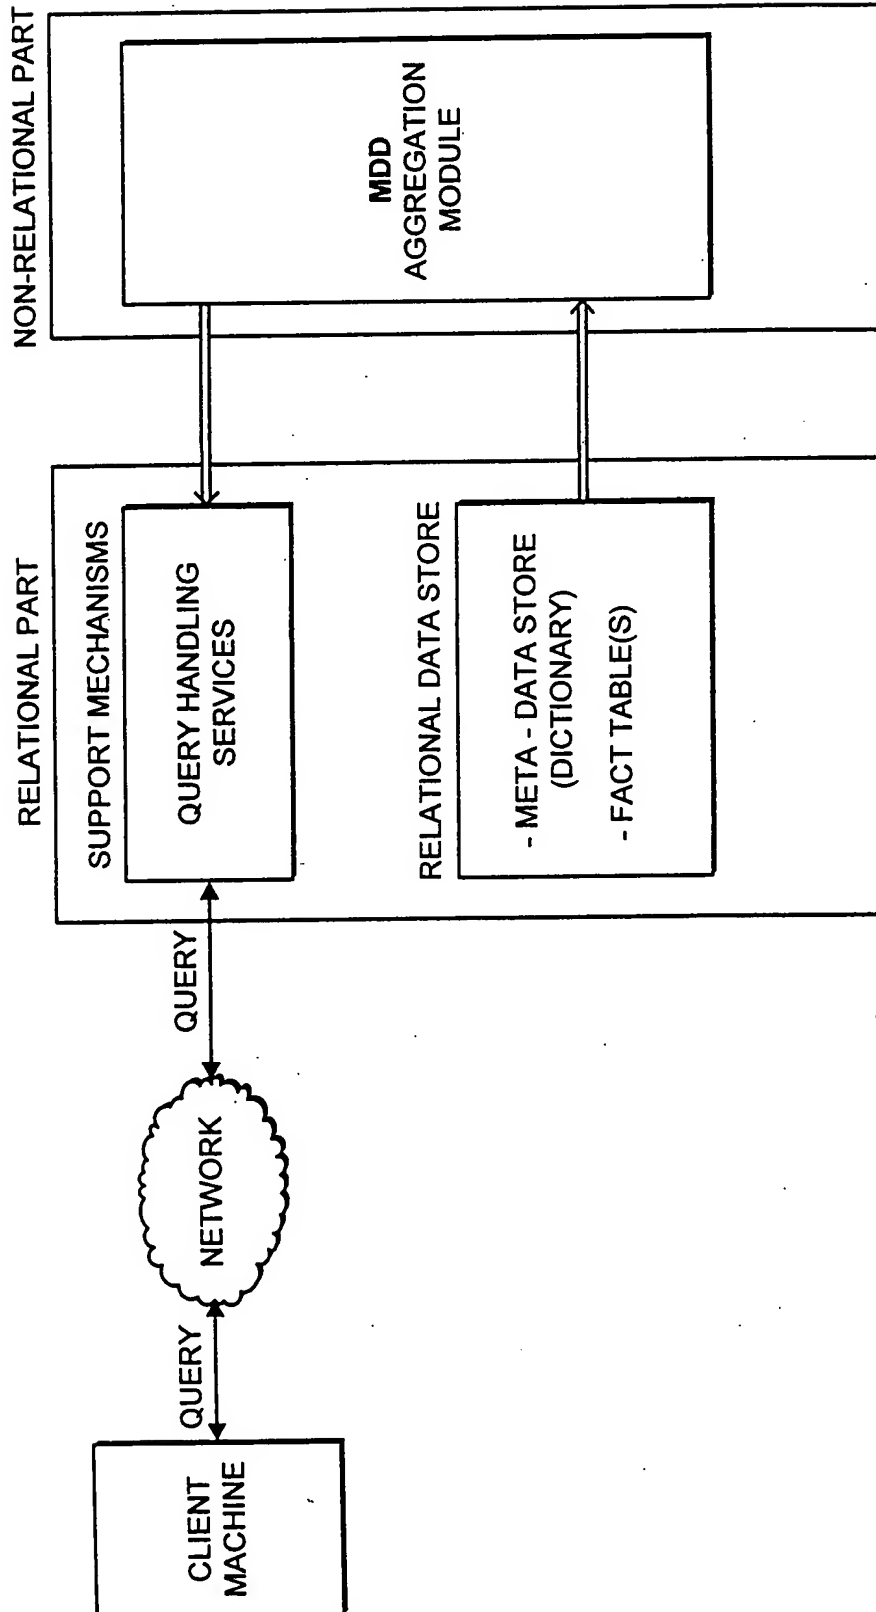 CLIENT
MACHINE
QUERY
NETWORK
QUERY
RELATIONAL PART
SUPPORT MECHANISMS
QUERY HANDLING
SERVICES
RELATIONAL DATA STORE
- META - DATA STORE
(DICTIONARY)
- FACT TABLE(S)
NON-RELATIONAL PART
MDD
AGGREGATION
MODULE